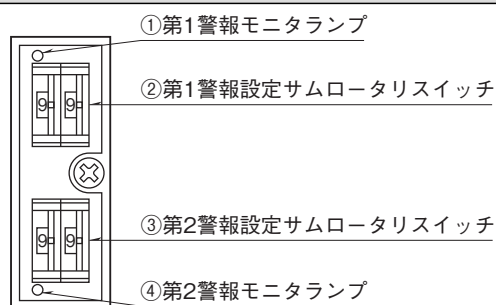 ①第1警報モニタランプ
②第1警報設定サムロータリスイッチ
9 9
③第2警報設定サムロータリスイッチ
9 9
④第2警報モニタランプ